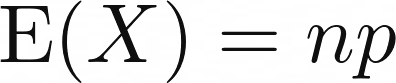 E(X) = np